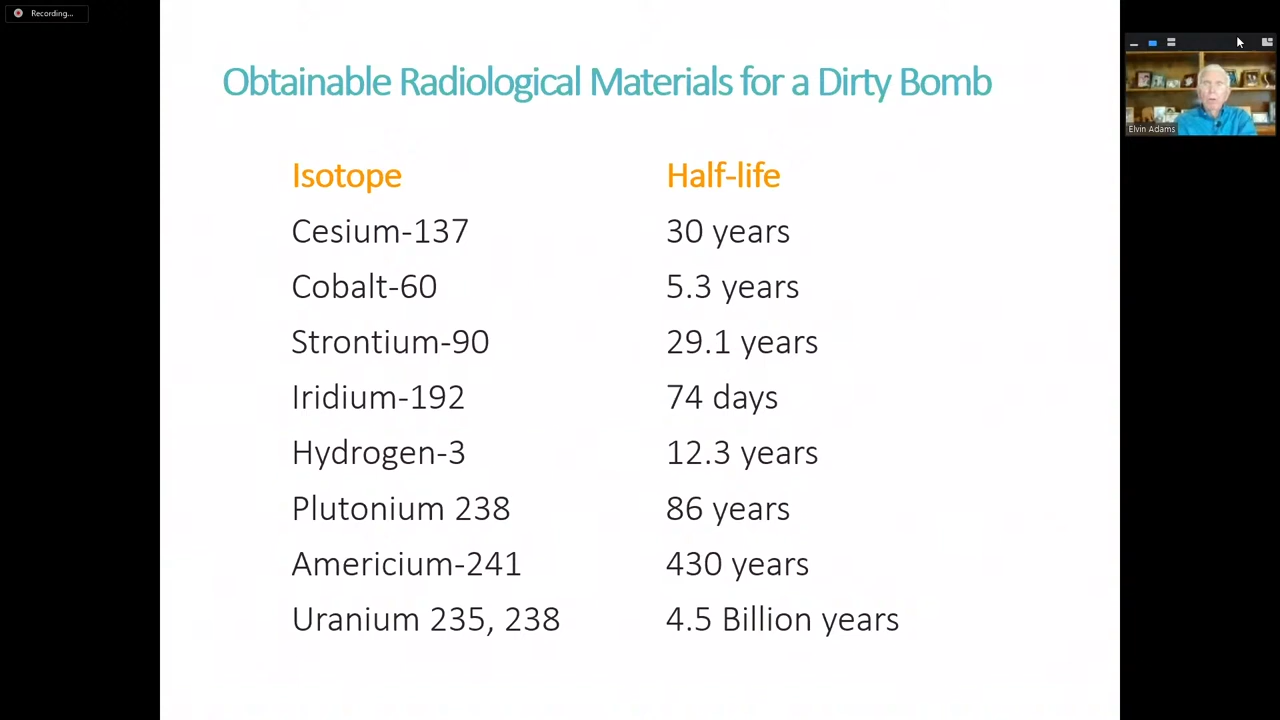 Recording...
Obtainable Radiological Materials for a Dirty Bomb
Isotope Half-life
Cesium-137 30 years
Cobalt-60 5.3 years
Strontium-90 29.1 years
Iridium-192 74 days
Hydrogen-3 12.3 years
Plutonium 238 86 years
Americium-241 430 years
Uranium 235, 238 4.5 Billion years
Elvin Adams